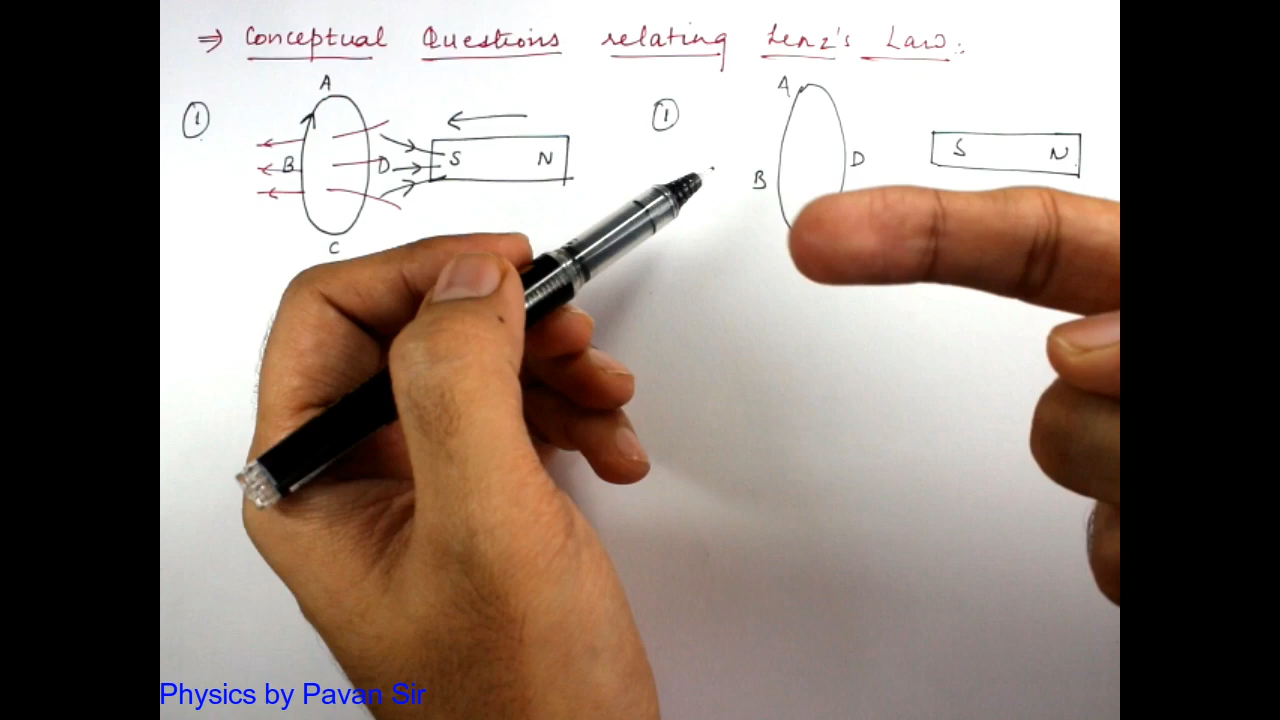 ⇒ Conceptual Questions relating Lenz's Law:
① A
B D S N
C
① A
B D S N
Physics by Pavan Sir